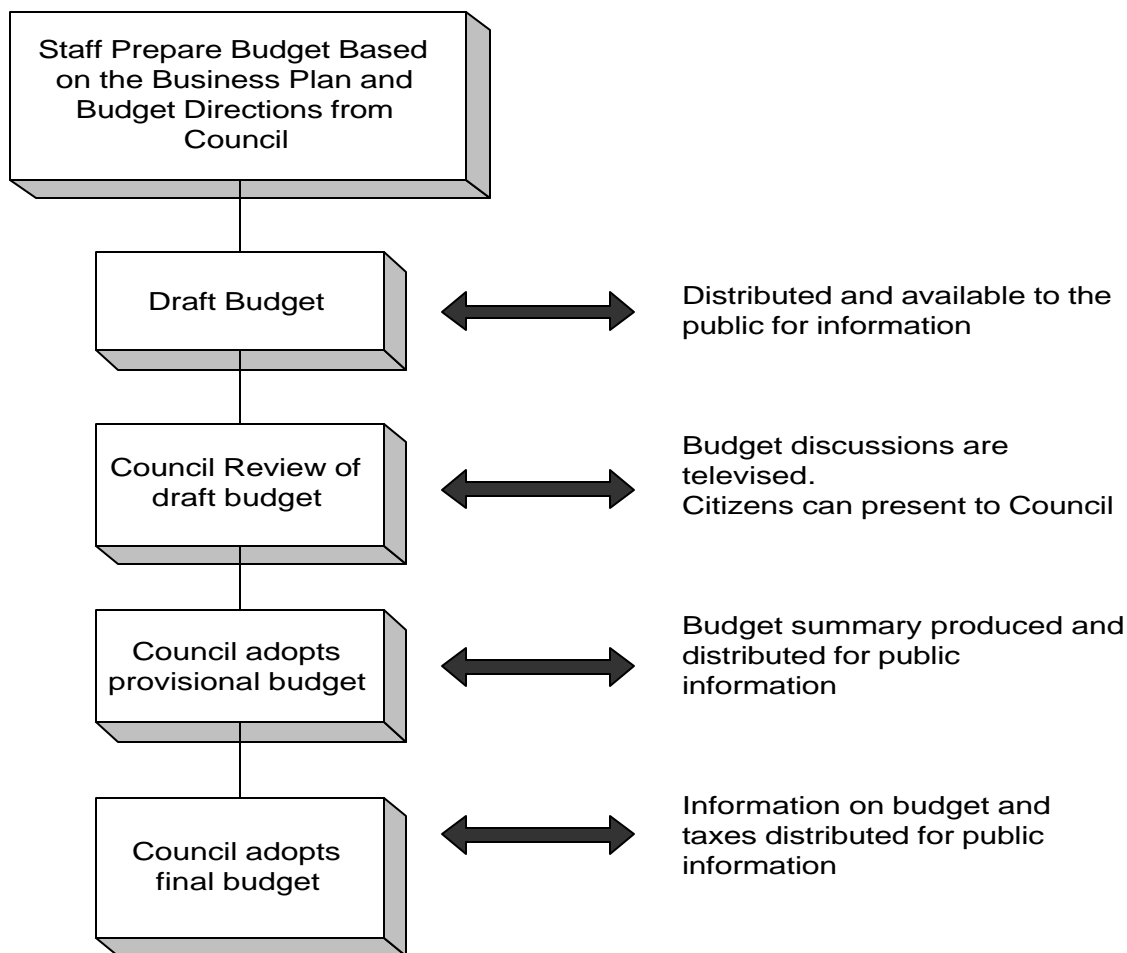 Staff Prepare Budget Based
on the Business Plan and
Budget Directions from
Council
Draft Budget
Distributed and available to the
public for information
Council Review of
draft budget
Budget discussions are
televised.
Citizens can present to Council
Council adopts
provisional budget
Budget summary produced and
distributed for public
information
Council adopts
final budget
Information on budget and
taxes distributed for public
information